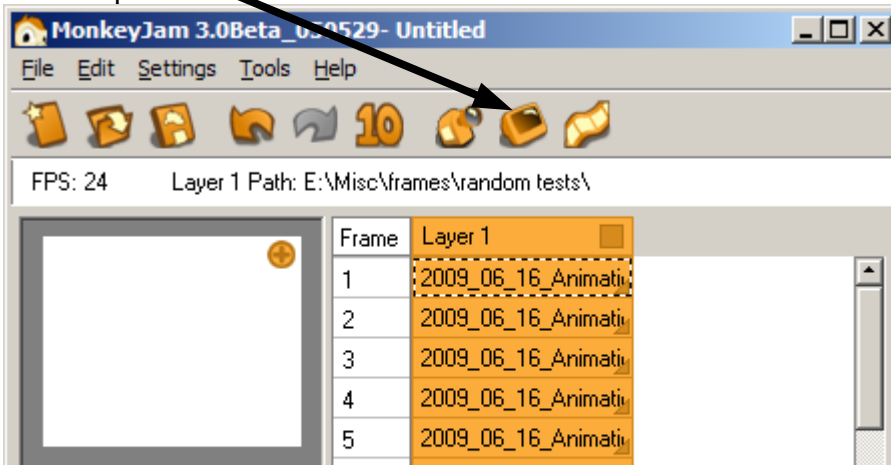 MonkeyJam 3.0Beta_050529- Untitled
File Edit Settings Tools Help
10
FPS: 24 Layer 1 Path: E:\Misc\frames\random tests\
Frame Layer 1
1 2009_06_16_Animati
2 2009_06_16_Animati
3 2009_06_16_Animati
4 2009_06_16_Animati
5 2009_06_16_Animati